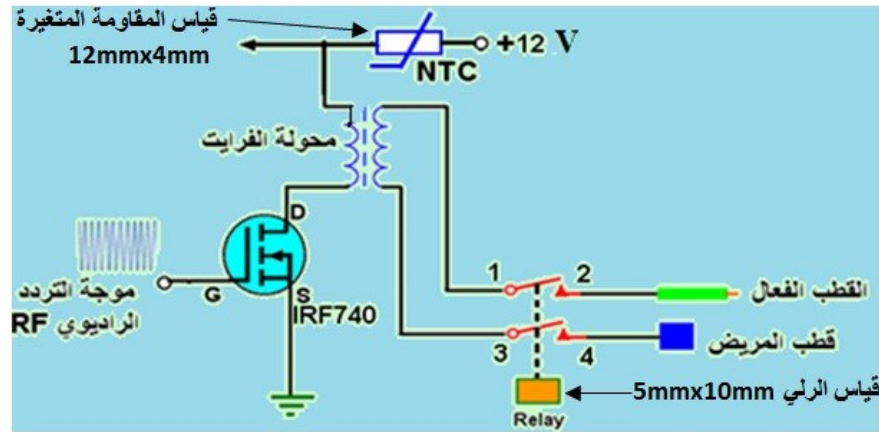 قياس المقاومة المتغيرة
12mmx4mm
+12 V
NTC
محولة الفرايت
D
G
S
IRF740
موجة التردد
الراديوي RF
1
2
القطب الفعال
3
4
قطب المريض
قياس الرلي 5mmx10mm
Relay